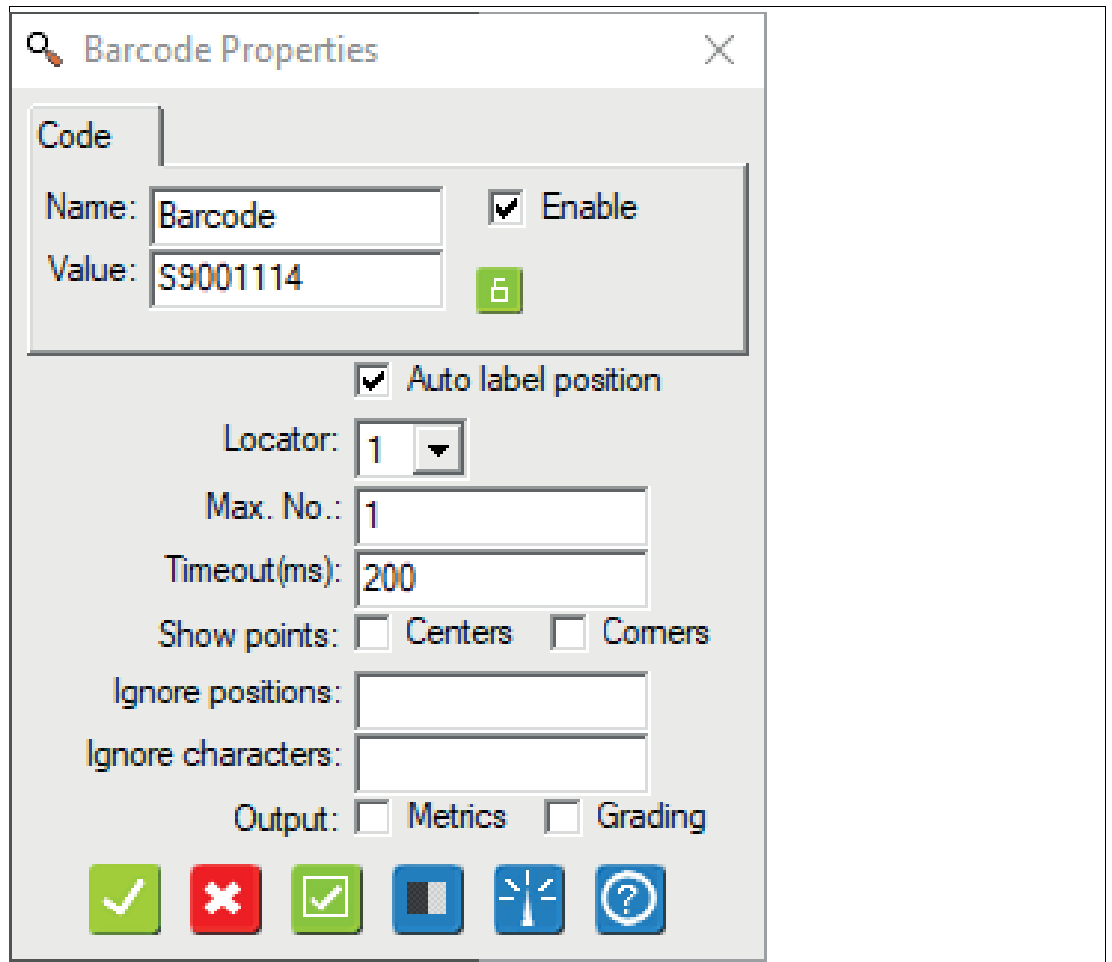 Barcode Properties
Code
Name: Barcode Enable
Value: S9001114
Auto label position
Locator: 1
Max. No.: 1
Timeout(ms): 200
Show points: Centers Corners
Ignore positions:
Ignore characters:
Output: Metrics Grading